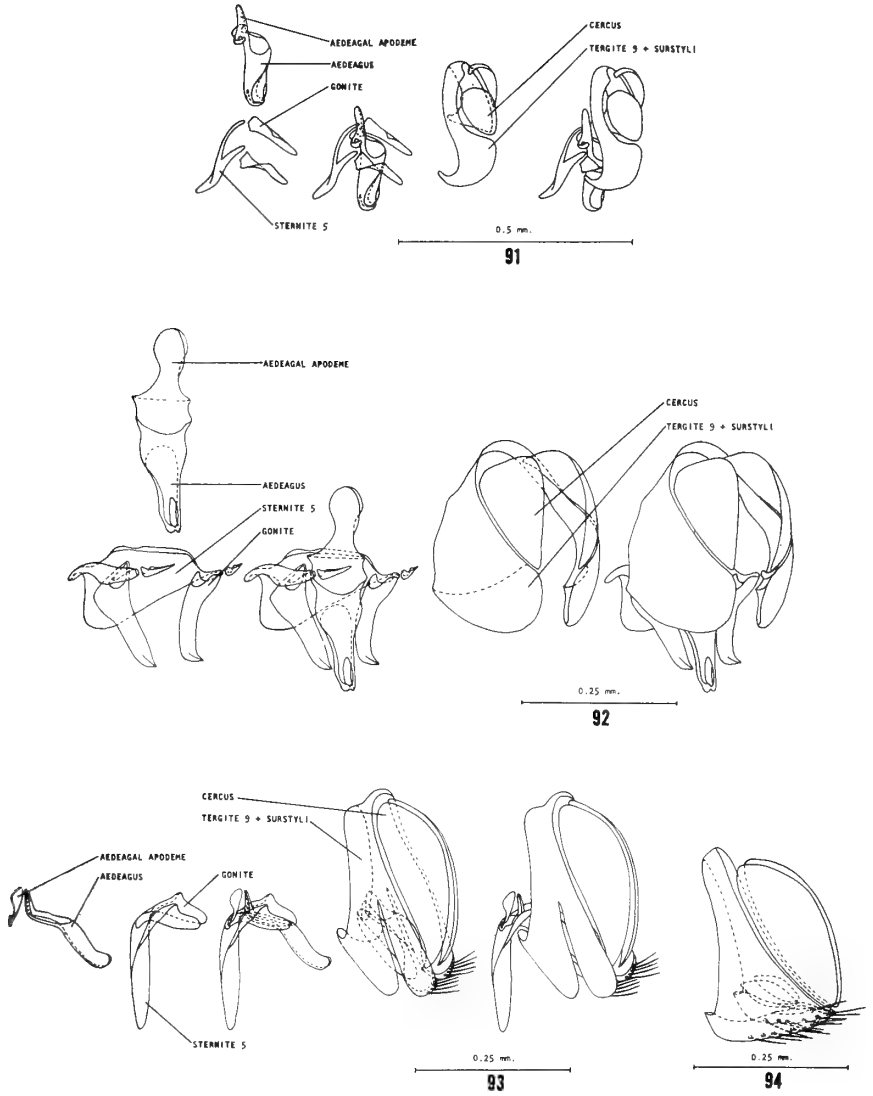 CERCUS
AEDEAGAL APODEME
TERGITE 9 + SURSTYLI
AEDEAGUS
GONITE
STERNITE 5
0.5 mm.
91
AEDEAGAL APODEME
CERCUS
TERGITE 9 + SURSTYLI
AEDEAGUS
STERNITE 5
GONITE
0.25 mm.
92
CERCUS
TERGITE 9 + SURSTYLI
AEDEAGAL APODEME
AEDEAGUS
GONITE
STERNITE 5
0.25 mm.
93
0.25 mm.
94